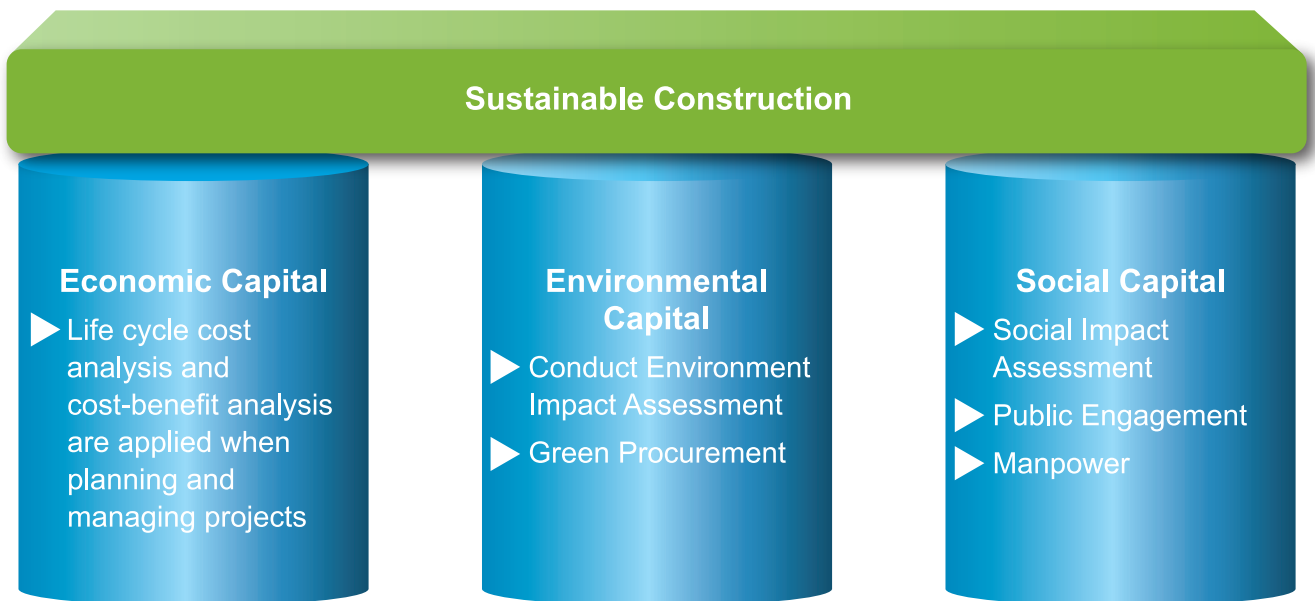 Sustainable Construction
Economic Capital
Life cycle cost
analysis and
cost-benefit analysis
are applied when
planning and
managing projects
Environmental
Capital
Conduct Environment
Impact Assessment
Green Procurement
Social Capital
Social Impact
Assessment
Public Engagement
Manpower